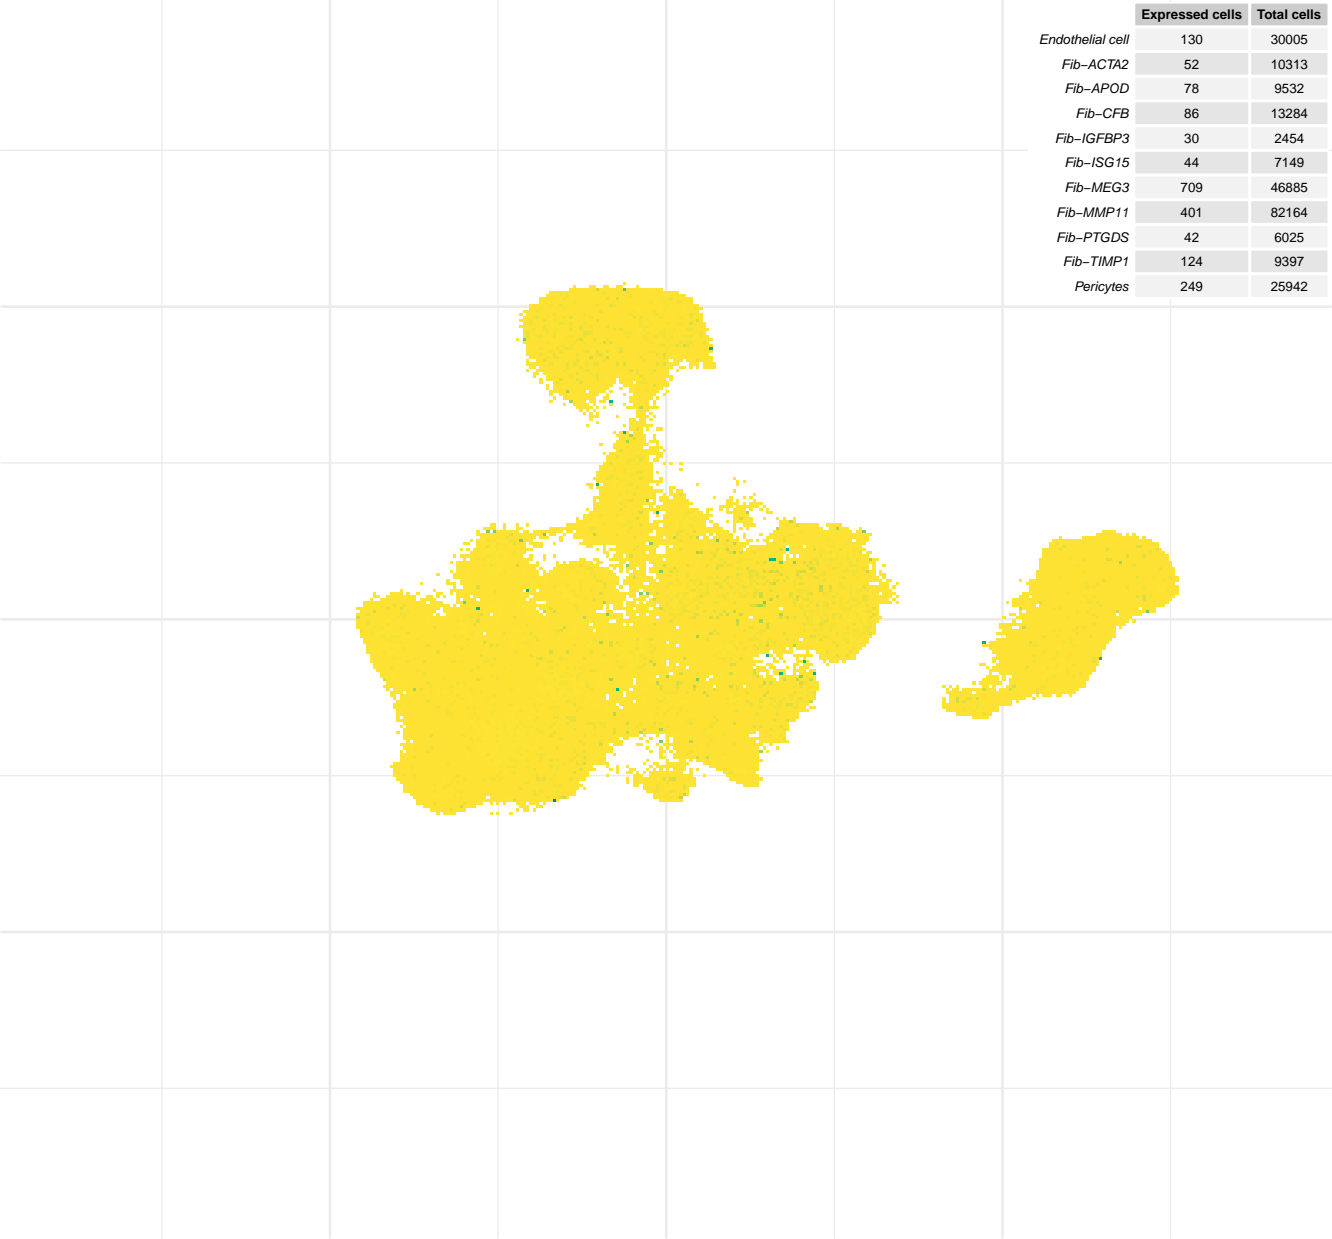 Expressed cells Total cells
Endothelial cell 130 30005
Fib−ACTA2 52 10313
Fib−APOD 78 9532
Fib−CFB 86 13284
Fib−IGFBP3 30 2454
Fib−ISG15 44 7149
Fib−MEG3 709 46885
Fib−MMP11 401 82164
Fib−PTGDS 42 6025
Fib−TIMP1 124 9397
Pericytes 249 25942